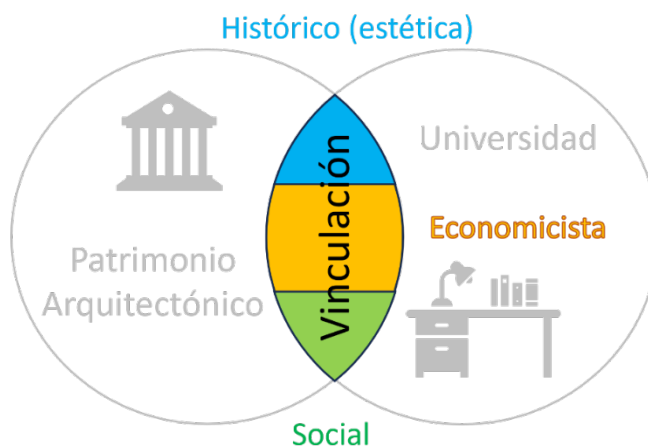 Histórico (estética)
Universidad
Vinculación
Economicista
Patrimonio
Arquitectónico
Social